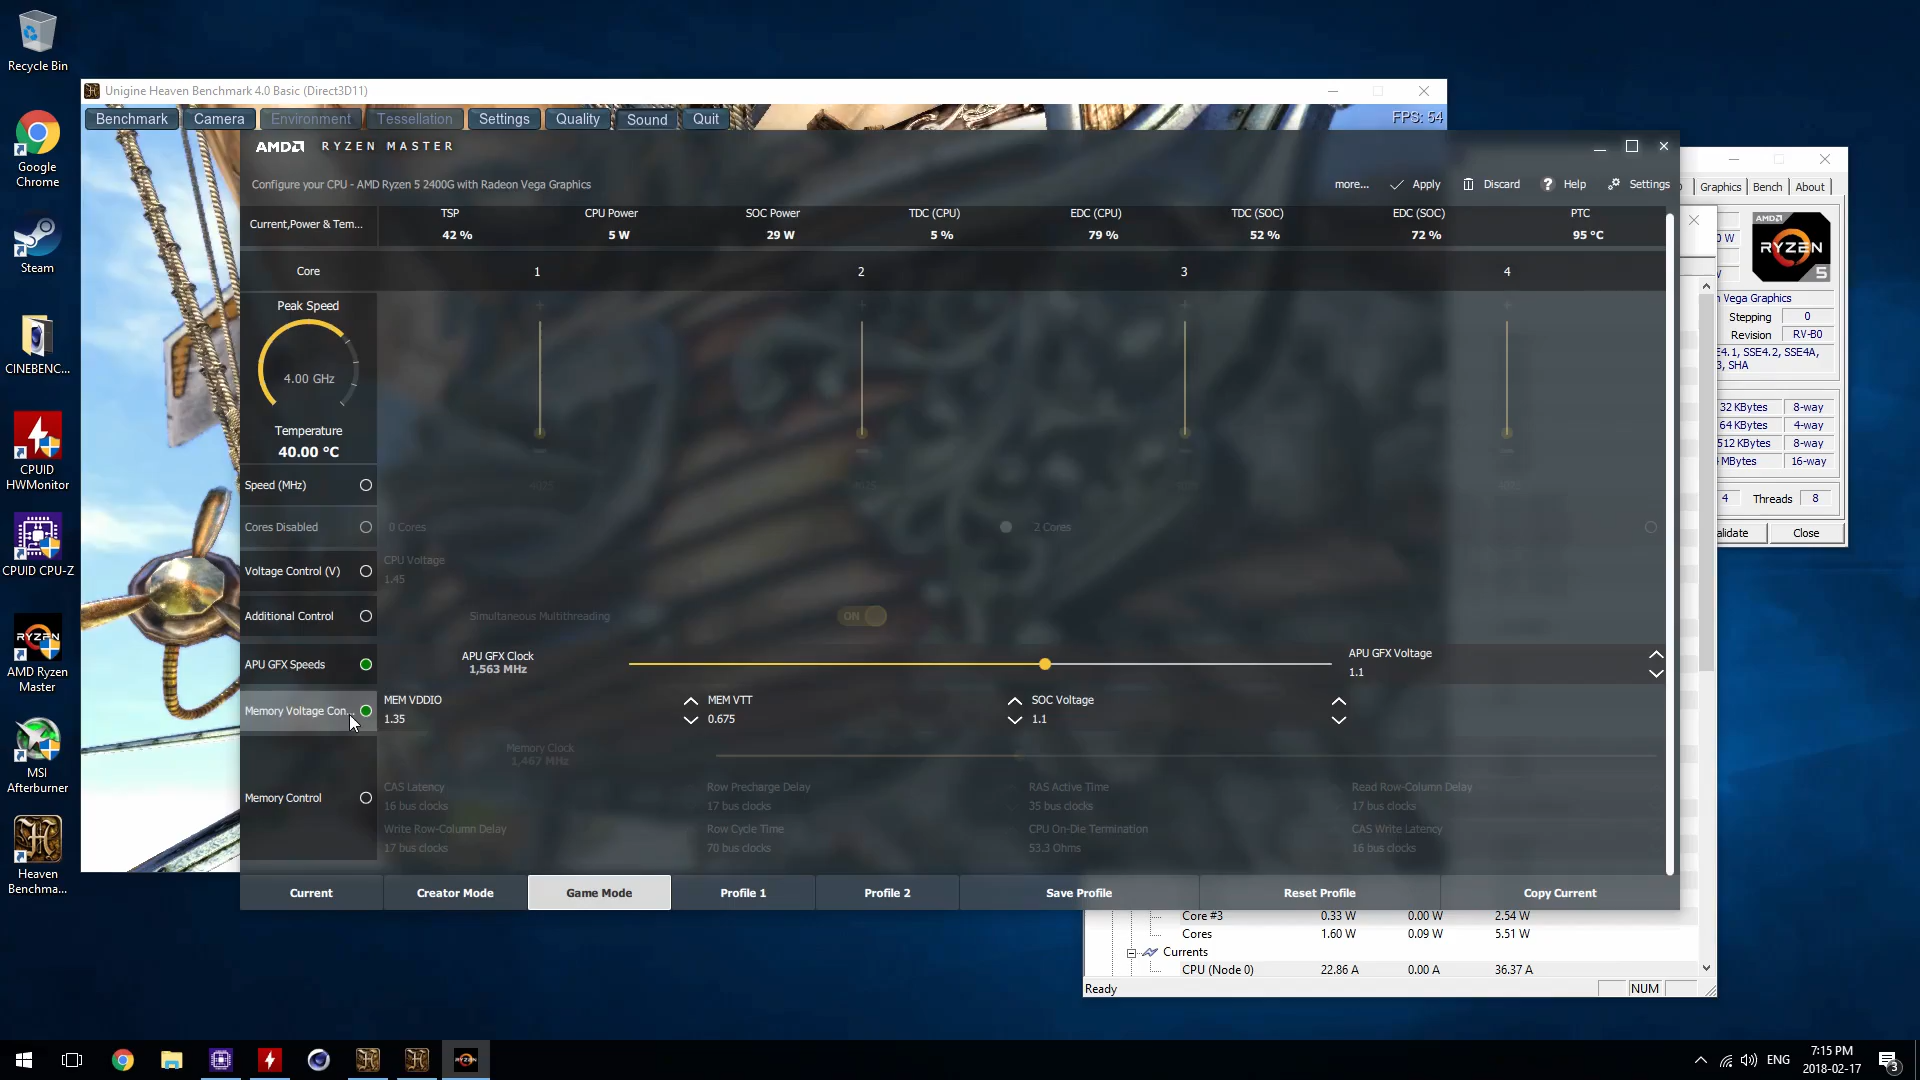 Recycle Bin
Google Chrome
Steam
CINEBENC...
CPUID HWMonitor
CPUID CPU-Z
AMD Ryzen Master
MSI Afterburner
Heaven Benchma...
Unigine Heaven Benchmark 4.0 Basic (Direct3D11)
Benchmark Camera Environment Tessellation Settings Quality Sound Quit
FPS: 54
AMD RYZEN MASTER
Configure your CPU - AMD Ryzen 5 2400G with Radeon Vega Graphics
more... Apply Discard ? Help Settings
Current,Power & Tem...
TSP CPU Power SOC Power TDC (CPU) EDC (CPU) TDC (SOC) EDC (SOC) PTC
42 % 5 W 29 W 5 % 79 % 52 % 72 % 95 °C
Core 1 2 3 4
Peak Speed
4.00 GHz
Temperature
40.00 °C
Speed (MHz)
Cores Disabled 0 Cores 2 Cores
Voltage Control (V) CPU Voltage
1.45
Additional Control Simultaneous Multithreading ON
APU GFX Speeds APU GFX Clock
1,563 MHz
APU GFX Voltage
1.1
Memory Voltage Con...
MEM VDDIO MEM VTT SOC Voltage
1.35 0.675 1.1
Memory Control
Memory Clock
1,467 MHz
CAS Latency Row Precharge Delay RAS Active Time Read Row-Column Delay
16 bus clocks 17 bus clocks 35 bus clocks 17 bus clocks
Write Row-Column Delay Row Cycle Time CPU On-Die Termination CAS Write Latency
17 bus clocks 70 bus clocks 53.3 Ohms 16 bus clocks
Current Creator Mode Game Mode Profile 1 Profile 2 Save Profile Reset Profile Copy Current
Graphics Bench About
AMD
RYZEN
5
Vega Graphics
Stepping 0
Revision RV-B0
E4.1, SSE4.2, SSE4A,
3, SHA
32 KBytes 8-way
64 KBytes 4-way
512 KBytes 8-way
MBytes 16-way
4 Threads 8
alidate Close
Core #3 0.33 W 0.00 W 2.54 W
Cores 1.60 W 0.09 W 5.51 W
Currents
CPU (Node 0) 22.86 A 0.00 A 36.37 A
Ready NUM
RYZEN
ENG
7:15 PM
2018-02-17
3